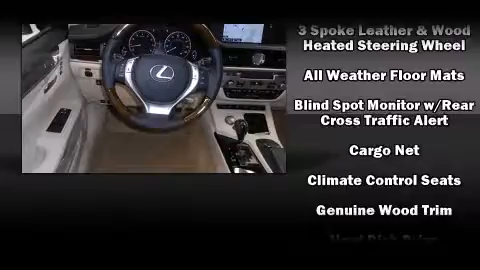 3 Spoke Leather & Wood
Heated Steering Wheel
All Weather Floor Mats
Blind Spot Monitor w/Rear
Cross Traffic Alert
Cargo Net
Climate Control Seats
Genuine Wood Trim